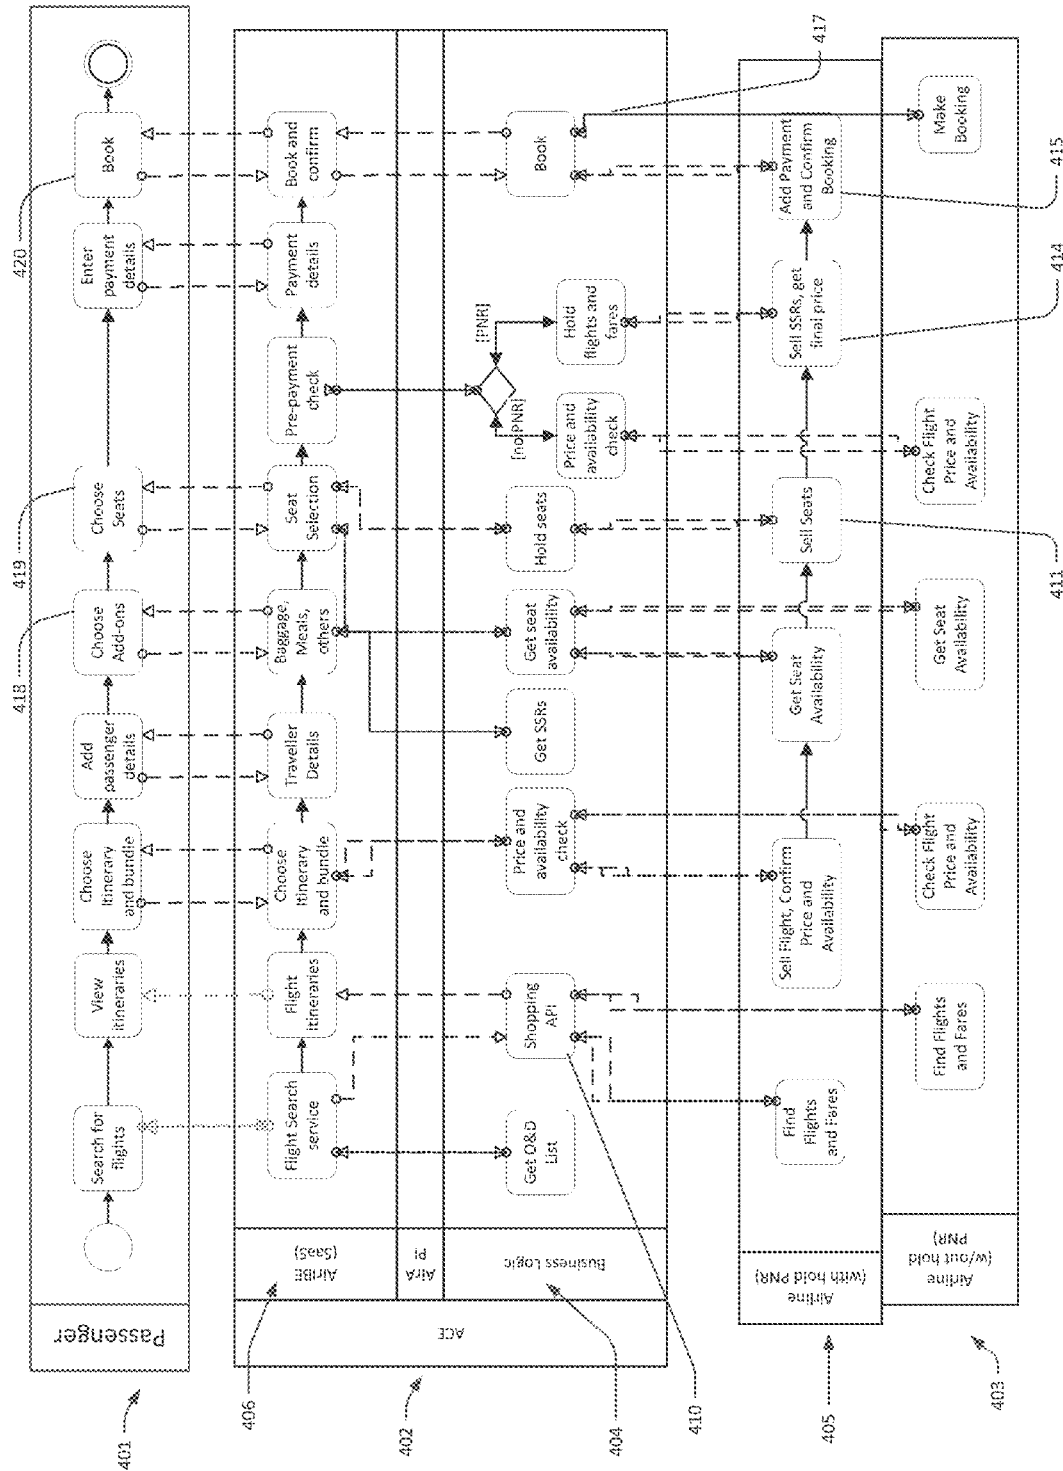 Passenger
Search for
flights
View
itineraries
Choose
Itinerary
and bundle
Add
passenger
details
Choose
Add-ons
Choose
Seats
Enter
payment
details
Book
401
418
419
420
ACE
AirIBE
(SaaS)
Flight Search
service
Flight
itineraries
Choose
Itinerary
and bundle
Traveller
Details
Baggage,
Meals,
others
Seat
Selection
Pre-payment
check
Payment
details
Book and
confirm
406
402
AirA
PI
Business Logic
Get O&D
List
Shopping
API
Price and
availability
check
Get SSRs
Get seat
availability
Hold seats
[no PNR]
[PNR]
Price and
availability
check
Hold
flights and
fares
Book
404
410
417
Airline
(with hold PNR)
Find
Flights
and Fares
Sell Flight, Confirm
Price and
Availability
Get Seat
Availability
Sell Seats
Sell SSRs, get
final price
Add Payment
and Confirm
Booking
405
411
414
415
Airline
(w/out hold
PNR)
Find Flights
and Fares
Check Flight
Price and
Availability
Get Seat
Availability
Check Flight
Price and
Availability
Make
Booking
403